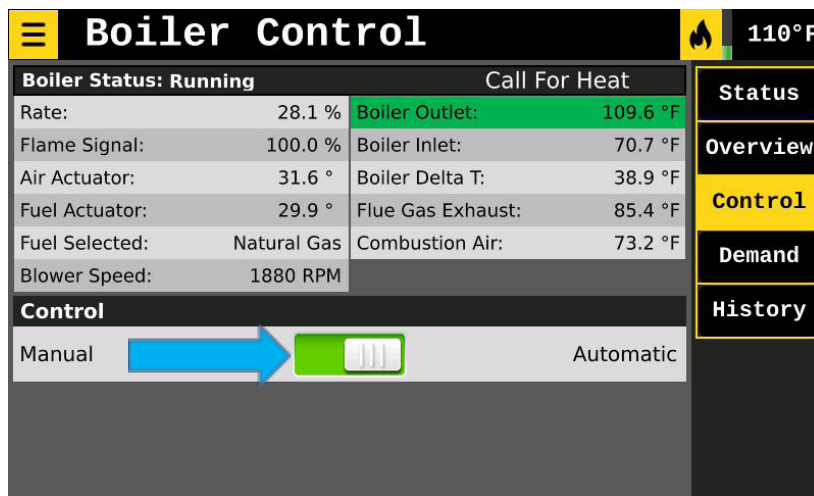 Boiler Control
110°F
Boiler Status: Running Call For Heat
Rate: 28.1 % Boiler Outlet: 109.6 °F
Flame Signal: 100.0 % Boiler Inlet: 70.7 °F
Air Actuator: 31.6 ° Boiler Delta T: 38.9 °F
Fuel Actuator: 29.9 ° Flue Gas Exhaust: 85.4 °F
Fuel Selected: Natural Gas Combustion Air: 73.2 °F
Blower Speed: 1880 RPM
Control
Manual Automatic
Status
Overview
Control
Demand
History